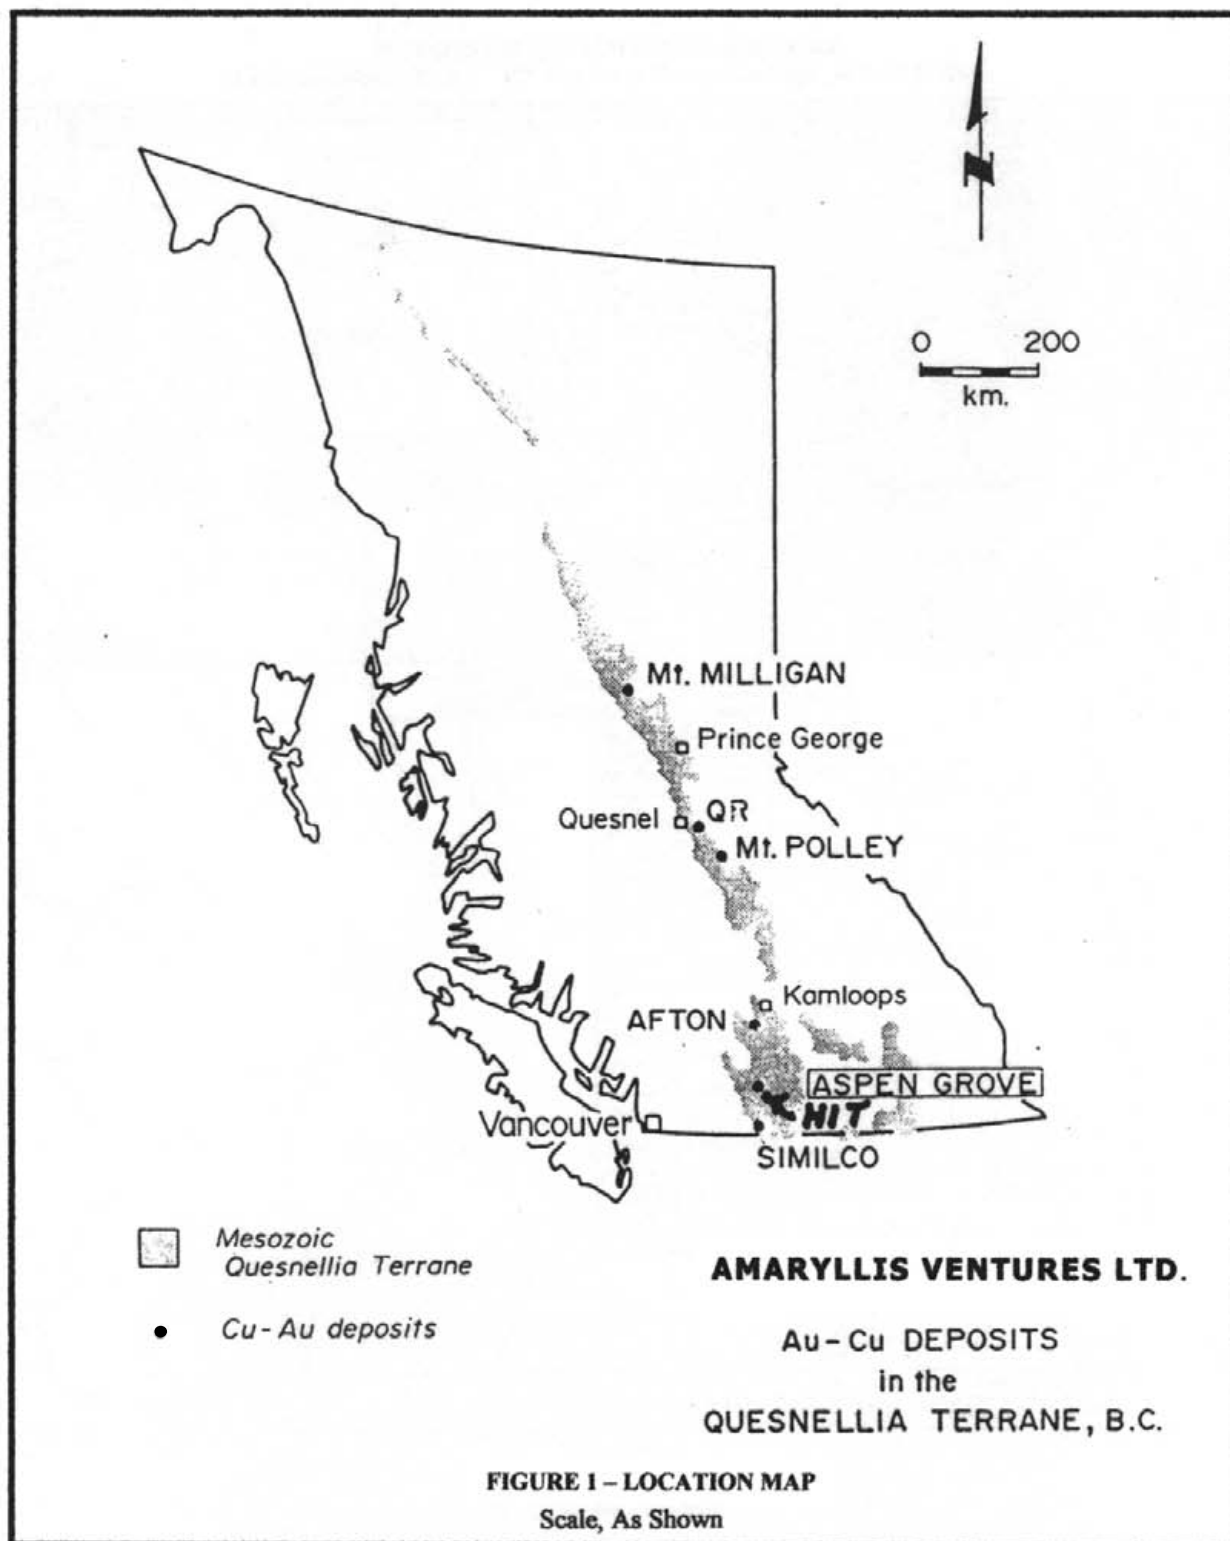 N
0 200
km.
Mt. MILLIGAN
Prince George
Quesnel
QR
Mt. POLLEY
Kamloops
AFTON
ASPEN GROVE
HIT
Vancouver
SIMILCO
Mesozoic
Quesnellia Terrane
Cu-Au deposits
AMARYLLIS VENTURES LTD.
Au-Cu DEPOSITS
in the
QUESNELLIA TERRANE, B.C.
FIGURE 1 – LOCATION MAP
Scale, As Shown